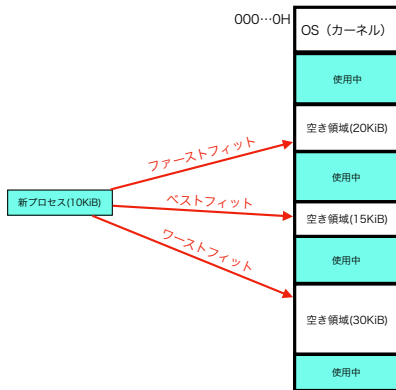 000…0H
OS（カーネル）
使用中
空き領域(20KiB)
ファーストフィット
使用中
新プロセス(10KiB)
ベストフィット
空き領域(15KiB)
ワーストフィット
使用中
空き領域(30KiB)
使用中